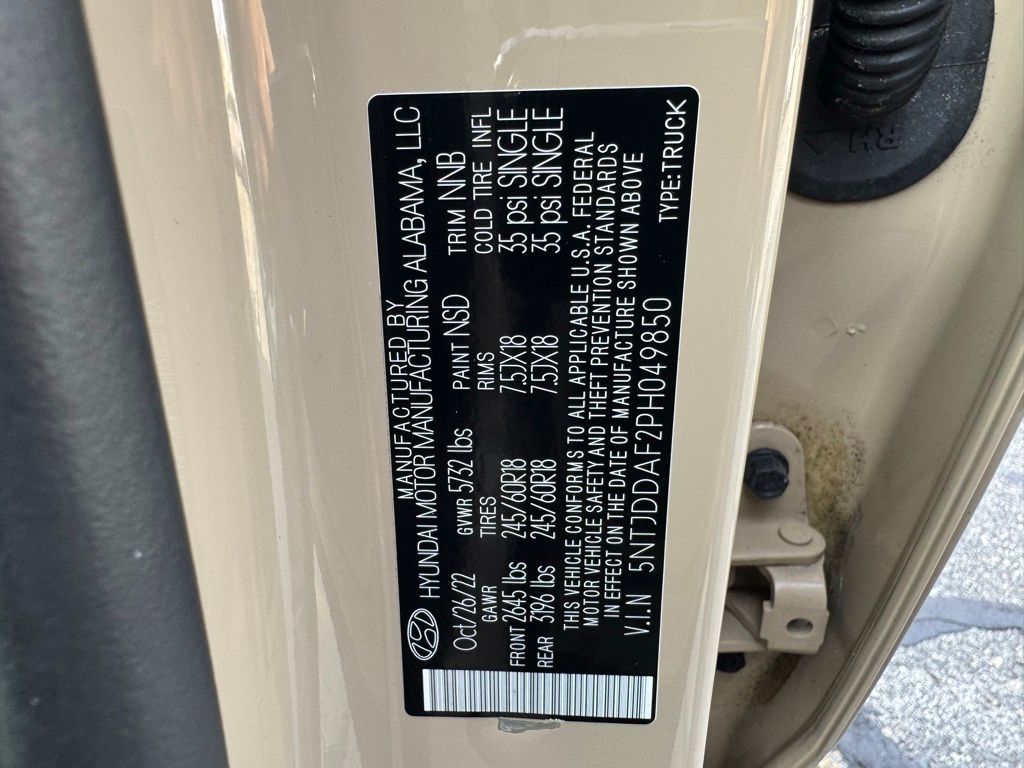 MANUFACTURED BY
HYUNDAI MOTOR MANUFACTURING ALABAMA, LLC
Oct/26/22 GVWR 5732 lbs PAINT NSD TRIM NNB
GAWR TIRES RIMS COLD TIRE INFL
FRONT 2645 lbs 245/60R18 7.5JX18 35 psi SINGLE
REAR 3196 lbs 245/60R18 7.5JX18 35 psi SINGLE
THIS VEHICLE CONFORMS TO ALL APPLICABLE U.S.A. FEDERAL
MOTOR VEHICLE SAFETY AND THEFT PREVENTION STANDARDS
IN EFFECT ON THE DATE OF MANUFACTURE SHOWN ABOVE
V.I.N 5NTJDDAF2PH049850
TYPE:TRUCK
RH